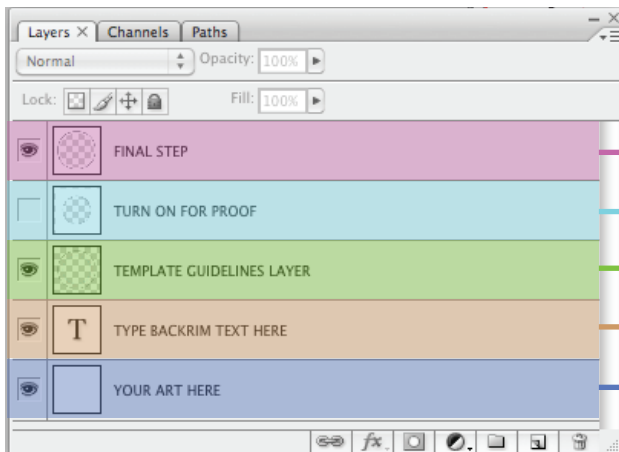 Layers × Channels Paths
Normal Opacity: 100%
Lock: Fill: 100%
FINAL STEP
TURN ON FOR PROOF
TEMPLATE GUIDELINES LAYER
T TYPE BACKRIM TEXT HERE
YOUR ART HERE
fx.